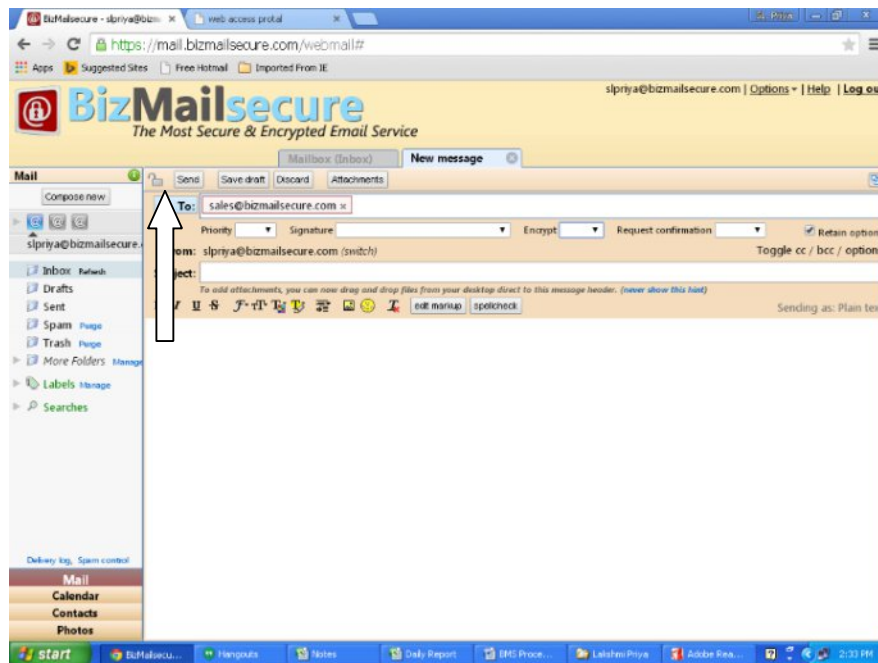 BizMailsecure - slpriya@bizm
web access protal
https://mail.bizmailsecure.com/webmail#
Apps Suggested Sites Free Hotmail Imported From IE
slpriya@bizmailsecure.com | Options | Help | Log ou
BizMailsecure
The Most Secure & Encrypted Email Service
Mailbox (Inbox) New message
Mail
Send Save draft Discard Attachments
Compose new
To: sales@bizmailsecure.com x
Priority Signature Encrypt Request confirmation Retain option
slpriya@bizmailsecure.
om: slpriya@bizmailsecure.com (switch)
Toggle cc / bcc / option
Inbox Refresh
ject:
Drafts
To add attachments, you can now drag and drop files from your desktop direct to this message header. (never show this hint)
Sent
edit markup spellcheck
Sending as: Plain tex
Spam Purge
Trash Purge
More Folders Manage
Labels Manage
Searches
Delivery log, Spam control
Mail
Calendar
Contacts
Photos
start BizMailsecu... Hangouts Notes Daily Report BMS Proce... Lakshmi Priya Adobe Rea... 2:33 PM